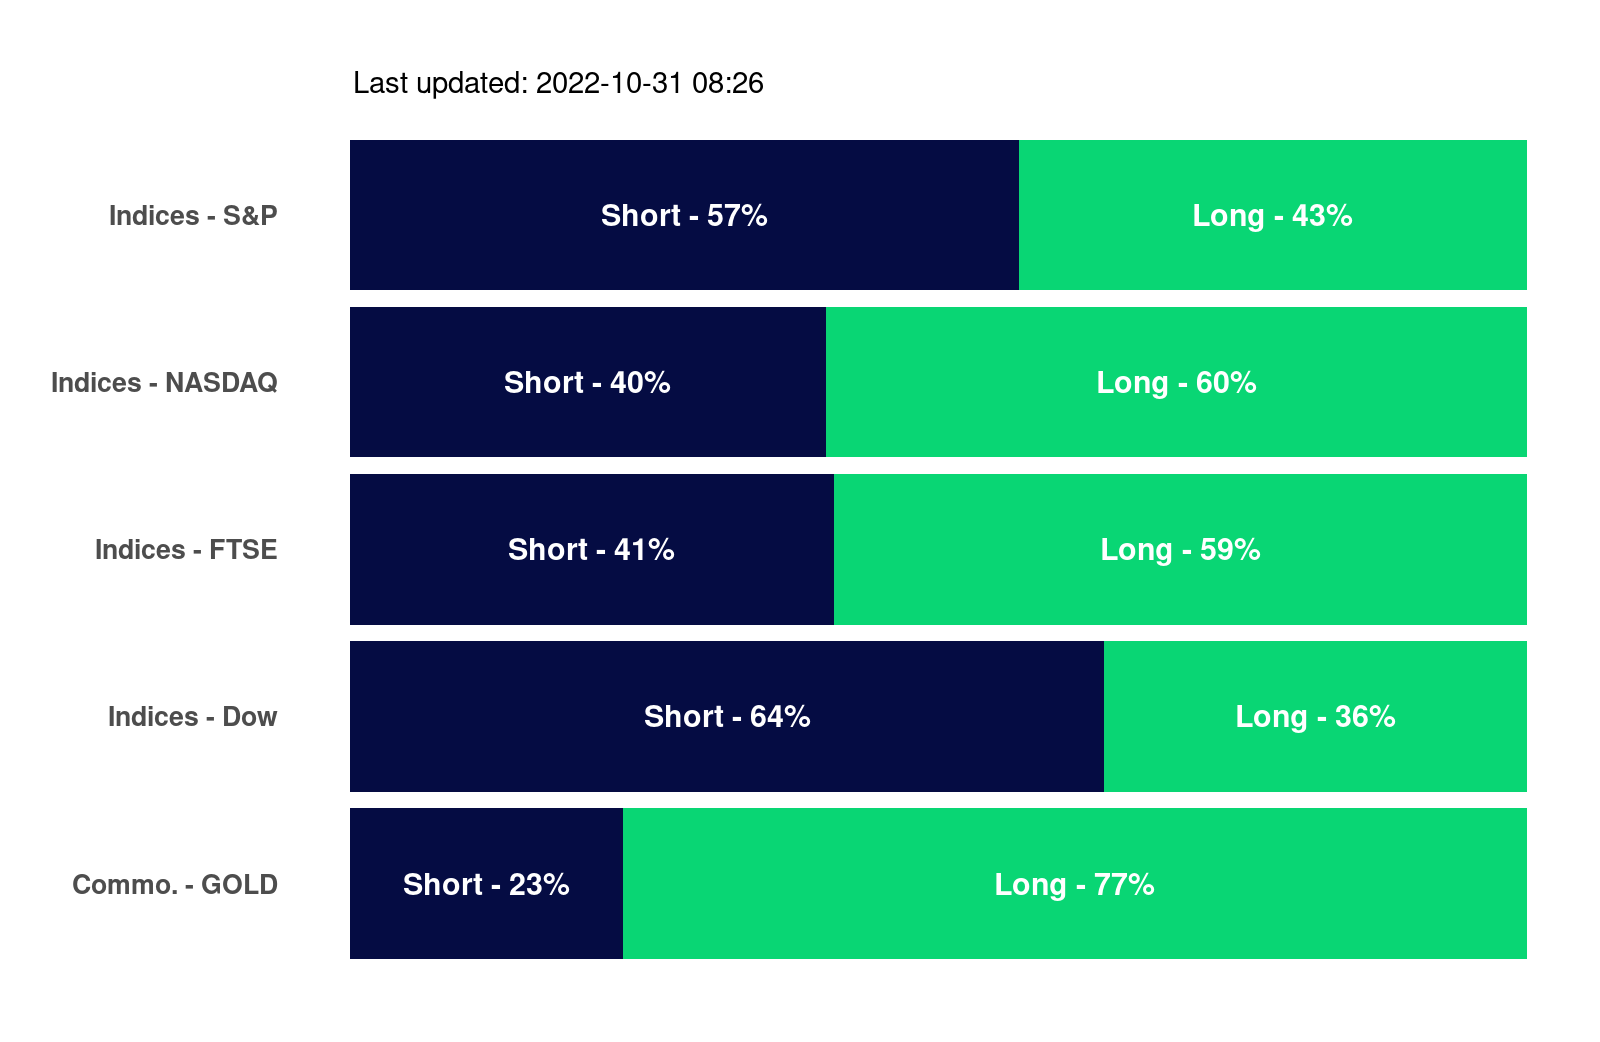 Last updated: 2022-10-31 08:26
Indices - S&P Short - 57% Long - 43%
Indices - NASDAQ Short - 40% Long - 60%
Indices - FTSE Short - 41% Long - 59%
Indices - Dow Short - 64% Long - 36%
Commo. - GOLD Short - 23% Long - 77%